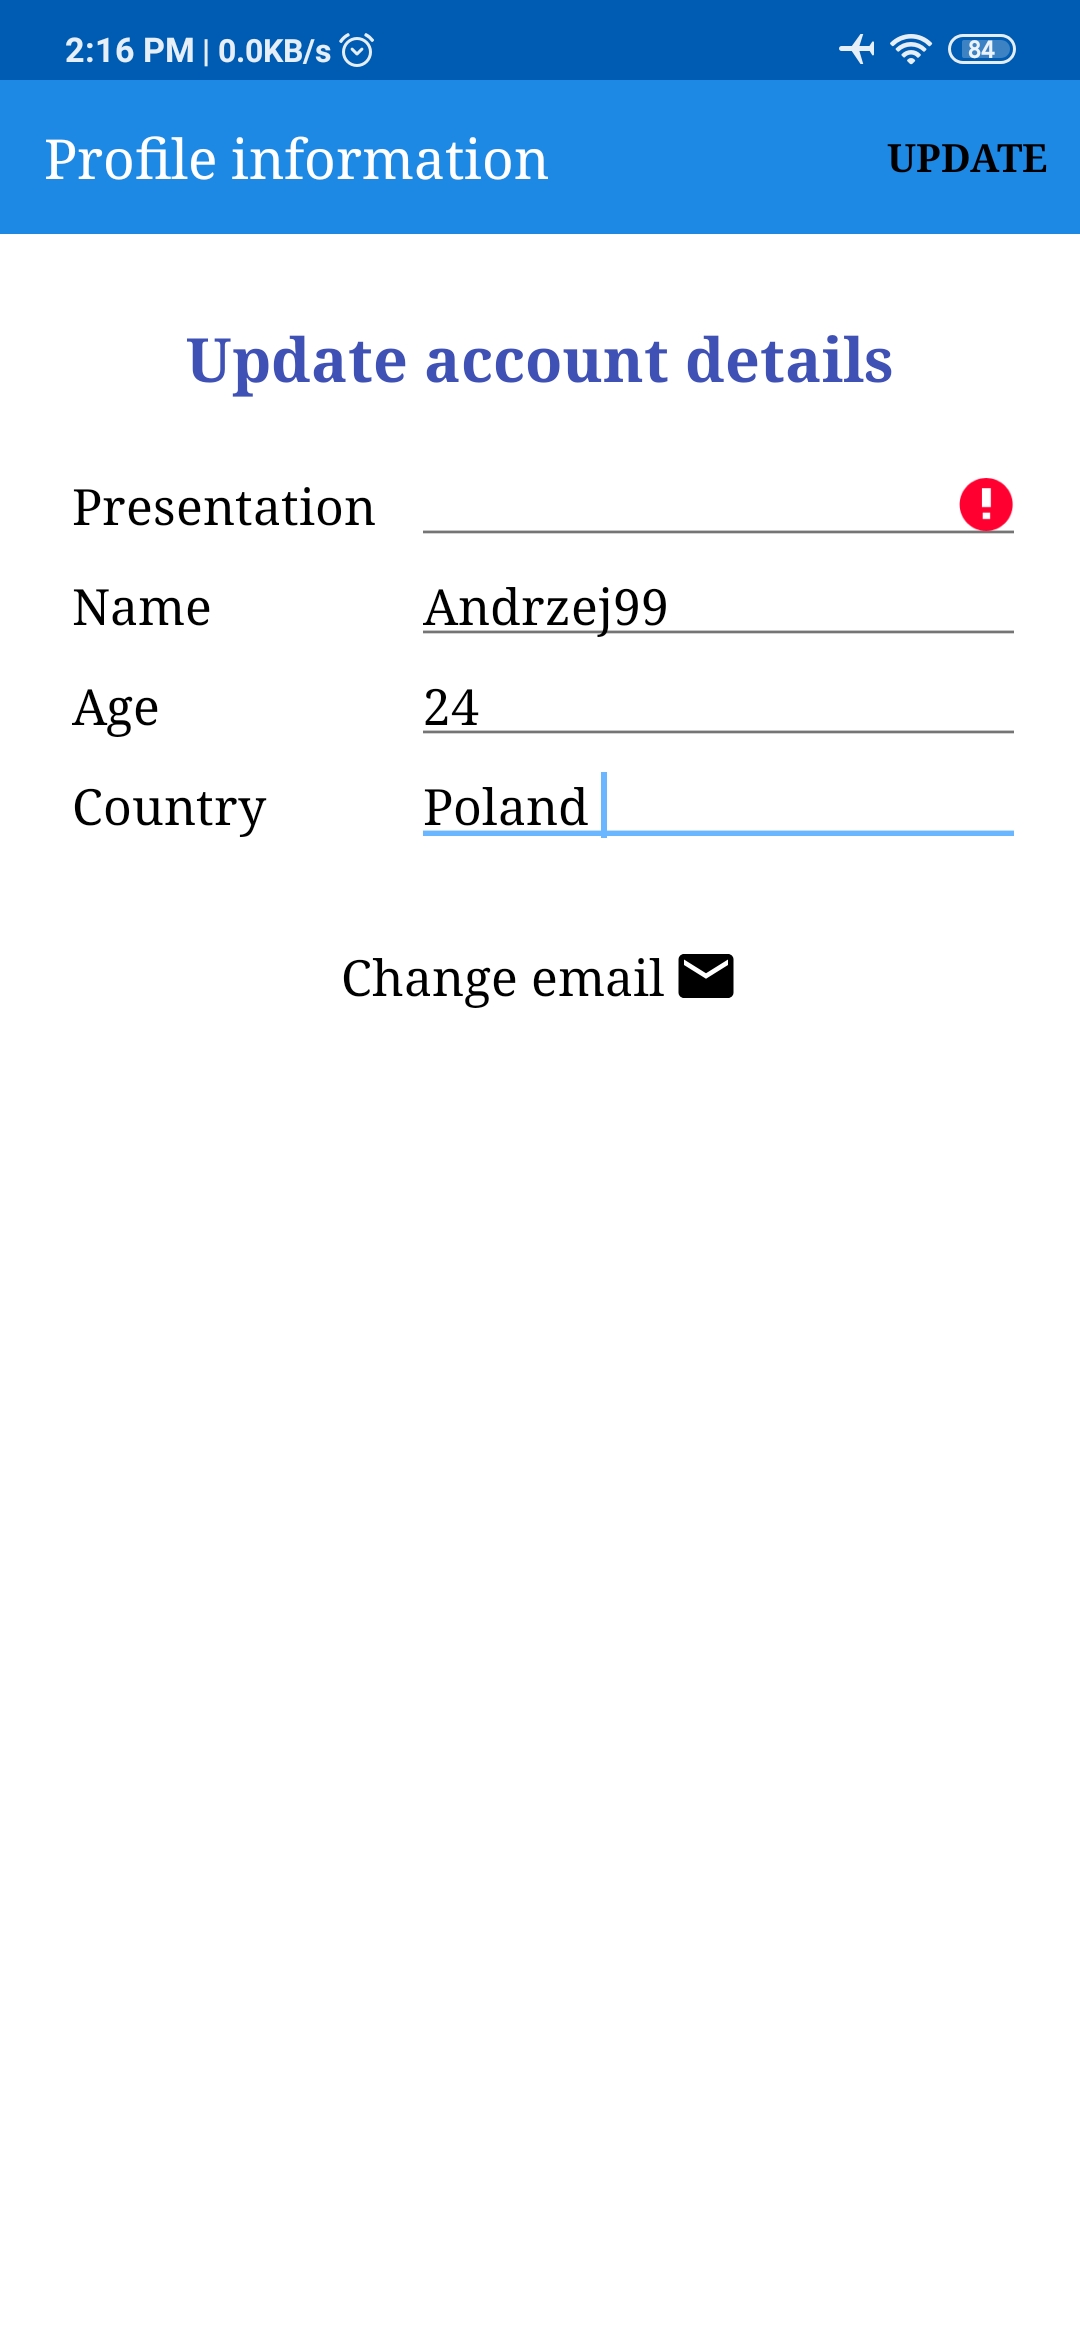 2:16 PM | 0.0KB/s 84
Profile information UPDATE
Update account details
Presentation
Name Andrzej99
Age 24
Country Poland
Change email